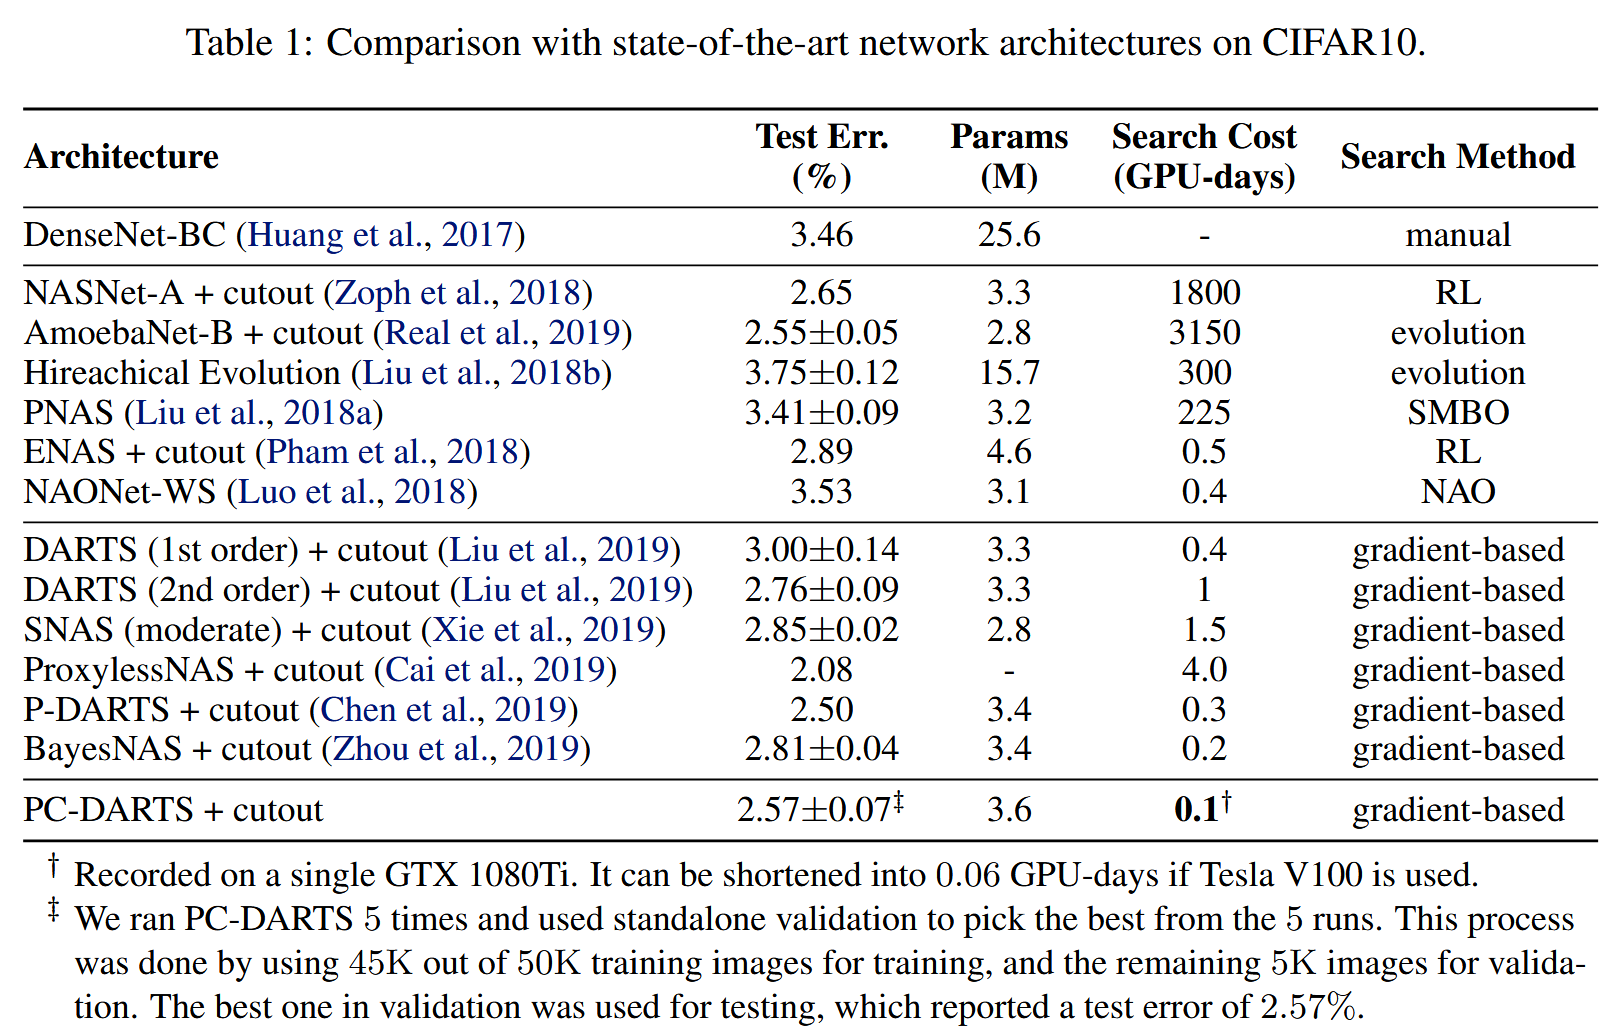 Table 1: Comparison with state-of-the-art network architectures on CIFAR10.
Architecture Test Err. (%) Params (M) Search Cost (GPU-days) Search Method
DenseNet-BC (Huang et al., 2017) 3.46 25.6 - manual
NASNet-A + cutout (Zoph et al., 2018) 2.65 3.3 1800 RL
AmoebaNet-B + cutout (Real et al., 2019) 2.55±0.05 2.8 3150 evolution
Hireachical Evolution (Liu et al., 2018b) 3.75±0.12 15.7 300 evolution
PNAS (Liu et al., 2018a) 3.41±0.09 3.2 225 SMBO
ENAS + cutout (Pham et al., 2018) 2.89 4.6 0.5 RL
NAONet-WS (Luo et al., 2018) 3.53 3.1 0.4 NAO
DARTS (1st order) + cutout (Liu et al., 2019) 3.00±0.14 3.3 0.4 gradient-based
DARTS (2nd order) + cutout (Liu et al., 2019) 2.76±0.09 3.3 1 gradient-based
SNAS (moderate) + cutout (Xie et al., 2019) 2.85±0.02 2.8 1.5 gradient-based
ProxylessNAS + cutout (Cai et al., 2019) 2.08 - 4.0 gradient-based
P-DARTS + cutout (Chen et al., 2019) 2.50 3.4 0.3 gradient-based
BayesNAS + cutout (Zhou et al., 2019) 2.81±0.04 3.4 0.2 gradient-based
PC-DARTS + cutout 2.57±0.07‡ 3.6 0.1† gradient-based
† Recorded on a single GTX 1080Ti. It can be shortened into 0.06 GPU-days if Tesla V100 is used.
‡ We ran PC-DARTS 5 times and used standalone validation to pick the best from the 5 runs. This process
was done by using 45K out of 50K training images for training, and the remaining 5K images for valida-
tion. The best one in validation was used for testing, which reported a test error of 2.57%.